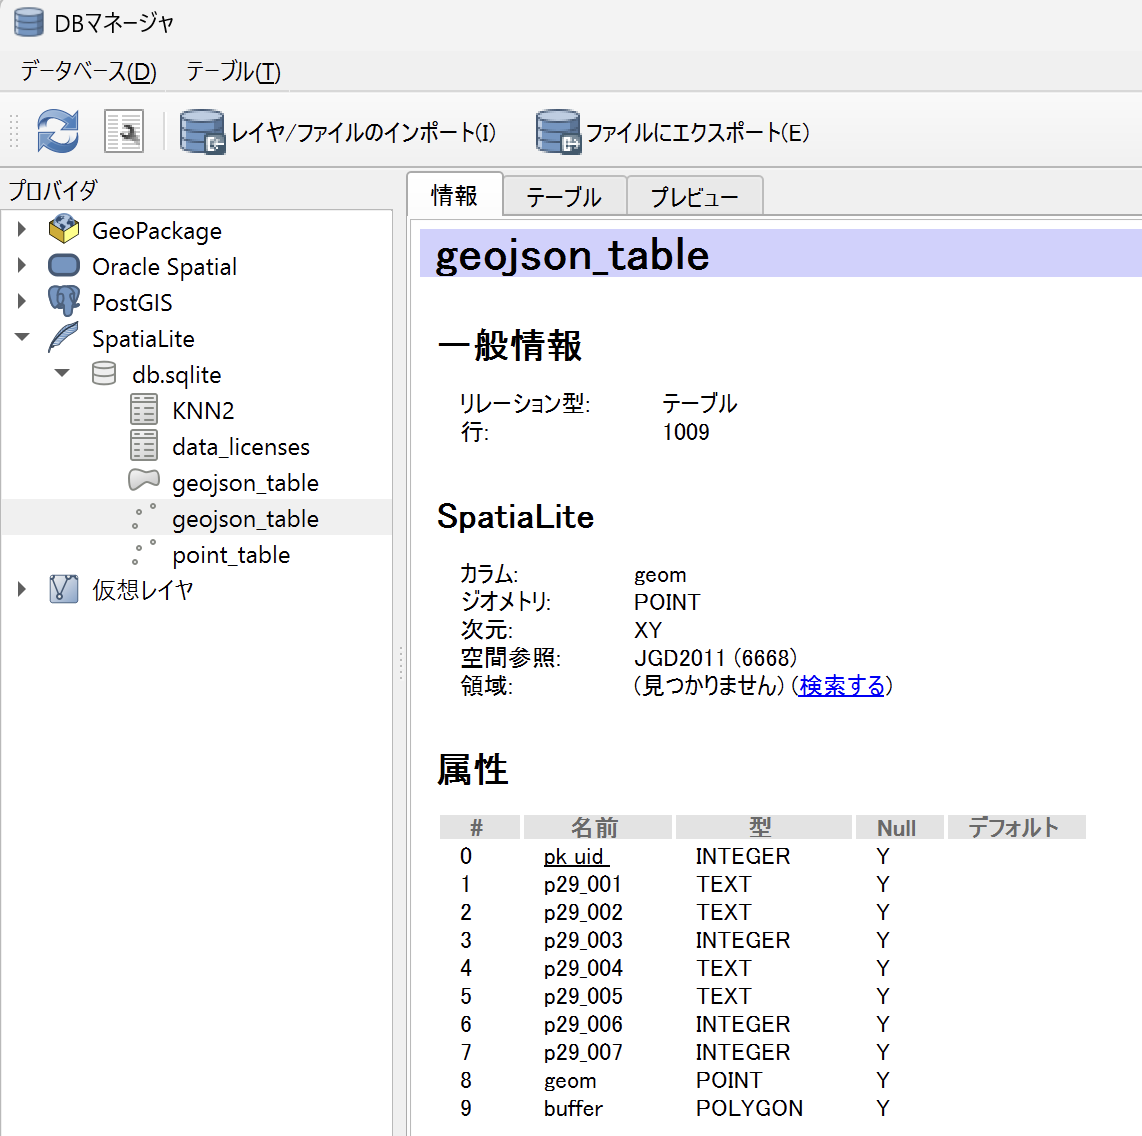 DBマネージャ
データベース(D) テーブル(T)
レイヤ/ファイルのインポート(I) ファイルにエクスポート(E)
プロバイダ
GeoPackage
Oracle Spatial
PostGIS
SpatiaLite
db.sqlite
KNN2
data_licenses
geojson_table
geojson_table
point_table
仮想レイヤ
情報 テーブル プレビュー
geojson_table
一般情報
リレーション型: テーブル
行: 1009
SpatiaLite
カラム: geom
ジオメトリ: POINT
次元: XY
空間参照: JGD2011 (6668)
領域: (見つかりません) (検索する)
属性
# 名前 型 Null デフォルト
0 pk_uid INTEGER Y
1 p29_001 TEXT Y
2 p29_002 TEXT Y
3 p29_003 INTEGER Y
4 p29_004 TEXT Y
5 p29_005 TEXT Y
6 p29_006 INTEGER Y
7 p29_007 INTEGER Y
8 geom POINT Y
9 buffer POLYGON Y